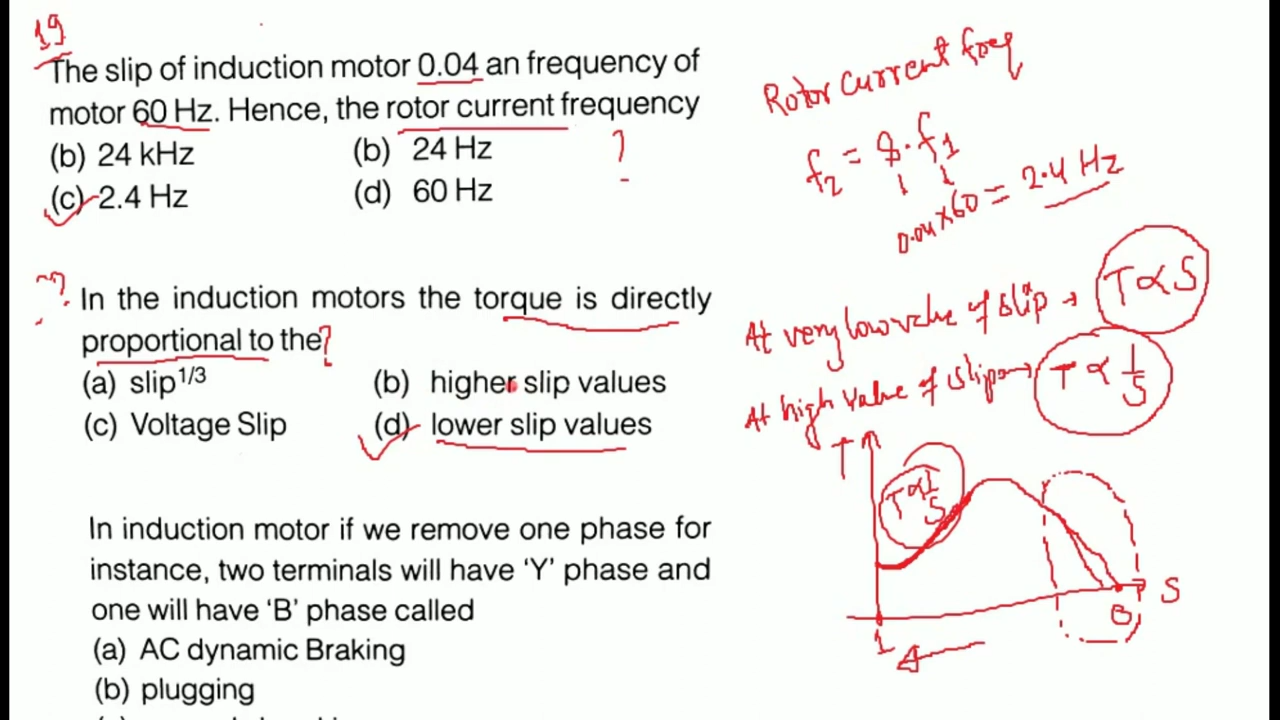 19
The slip of induction motor 0.04 an frequency of
motor 60 Hz. Hence, the rotor current frequency
(b) 24 kHz (b) 24 Hz ?
(c) 2.4 Hz (d) 60 Hz
Rotor current freq
f₂ = s.f₁
0.04×60 = 2.4 Hz
??
In the induction motors the torque is directly
proportional to the?
(a) slip^1/3 (b) higher slip values
(c) Voltage Slip (d) lower slip values
At very low value of slip → T∝S
At high value of slip → T∝1/S
T
T∝1/S
S
0
1
In induction motor if we remove one phase for
instance, two terminals will have 'Y' phase and
one will have 'B' phase called
(a) AC dynamic Braking
(b) plugging